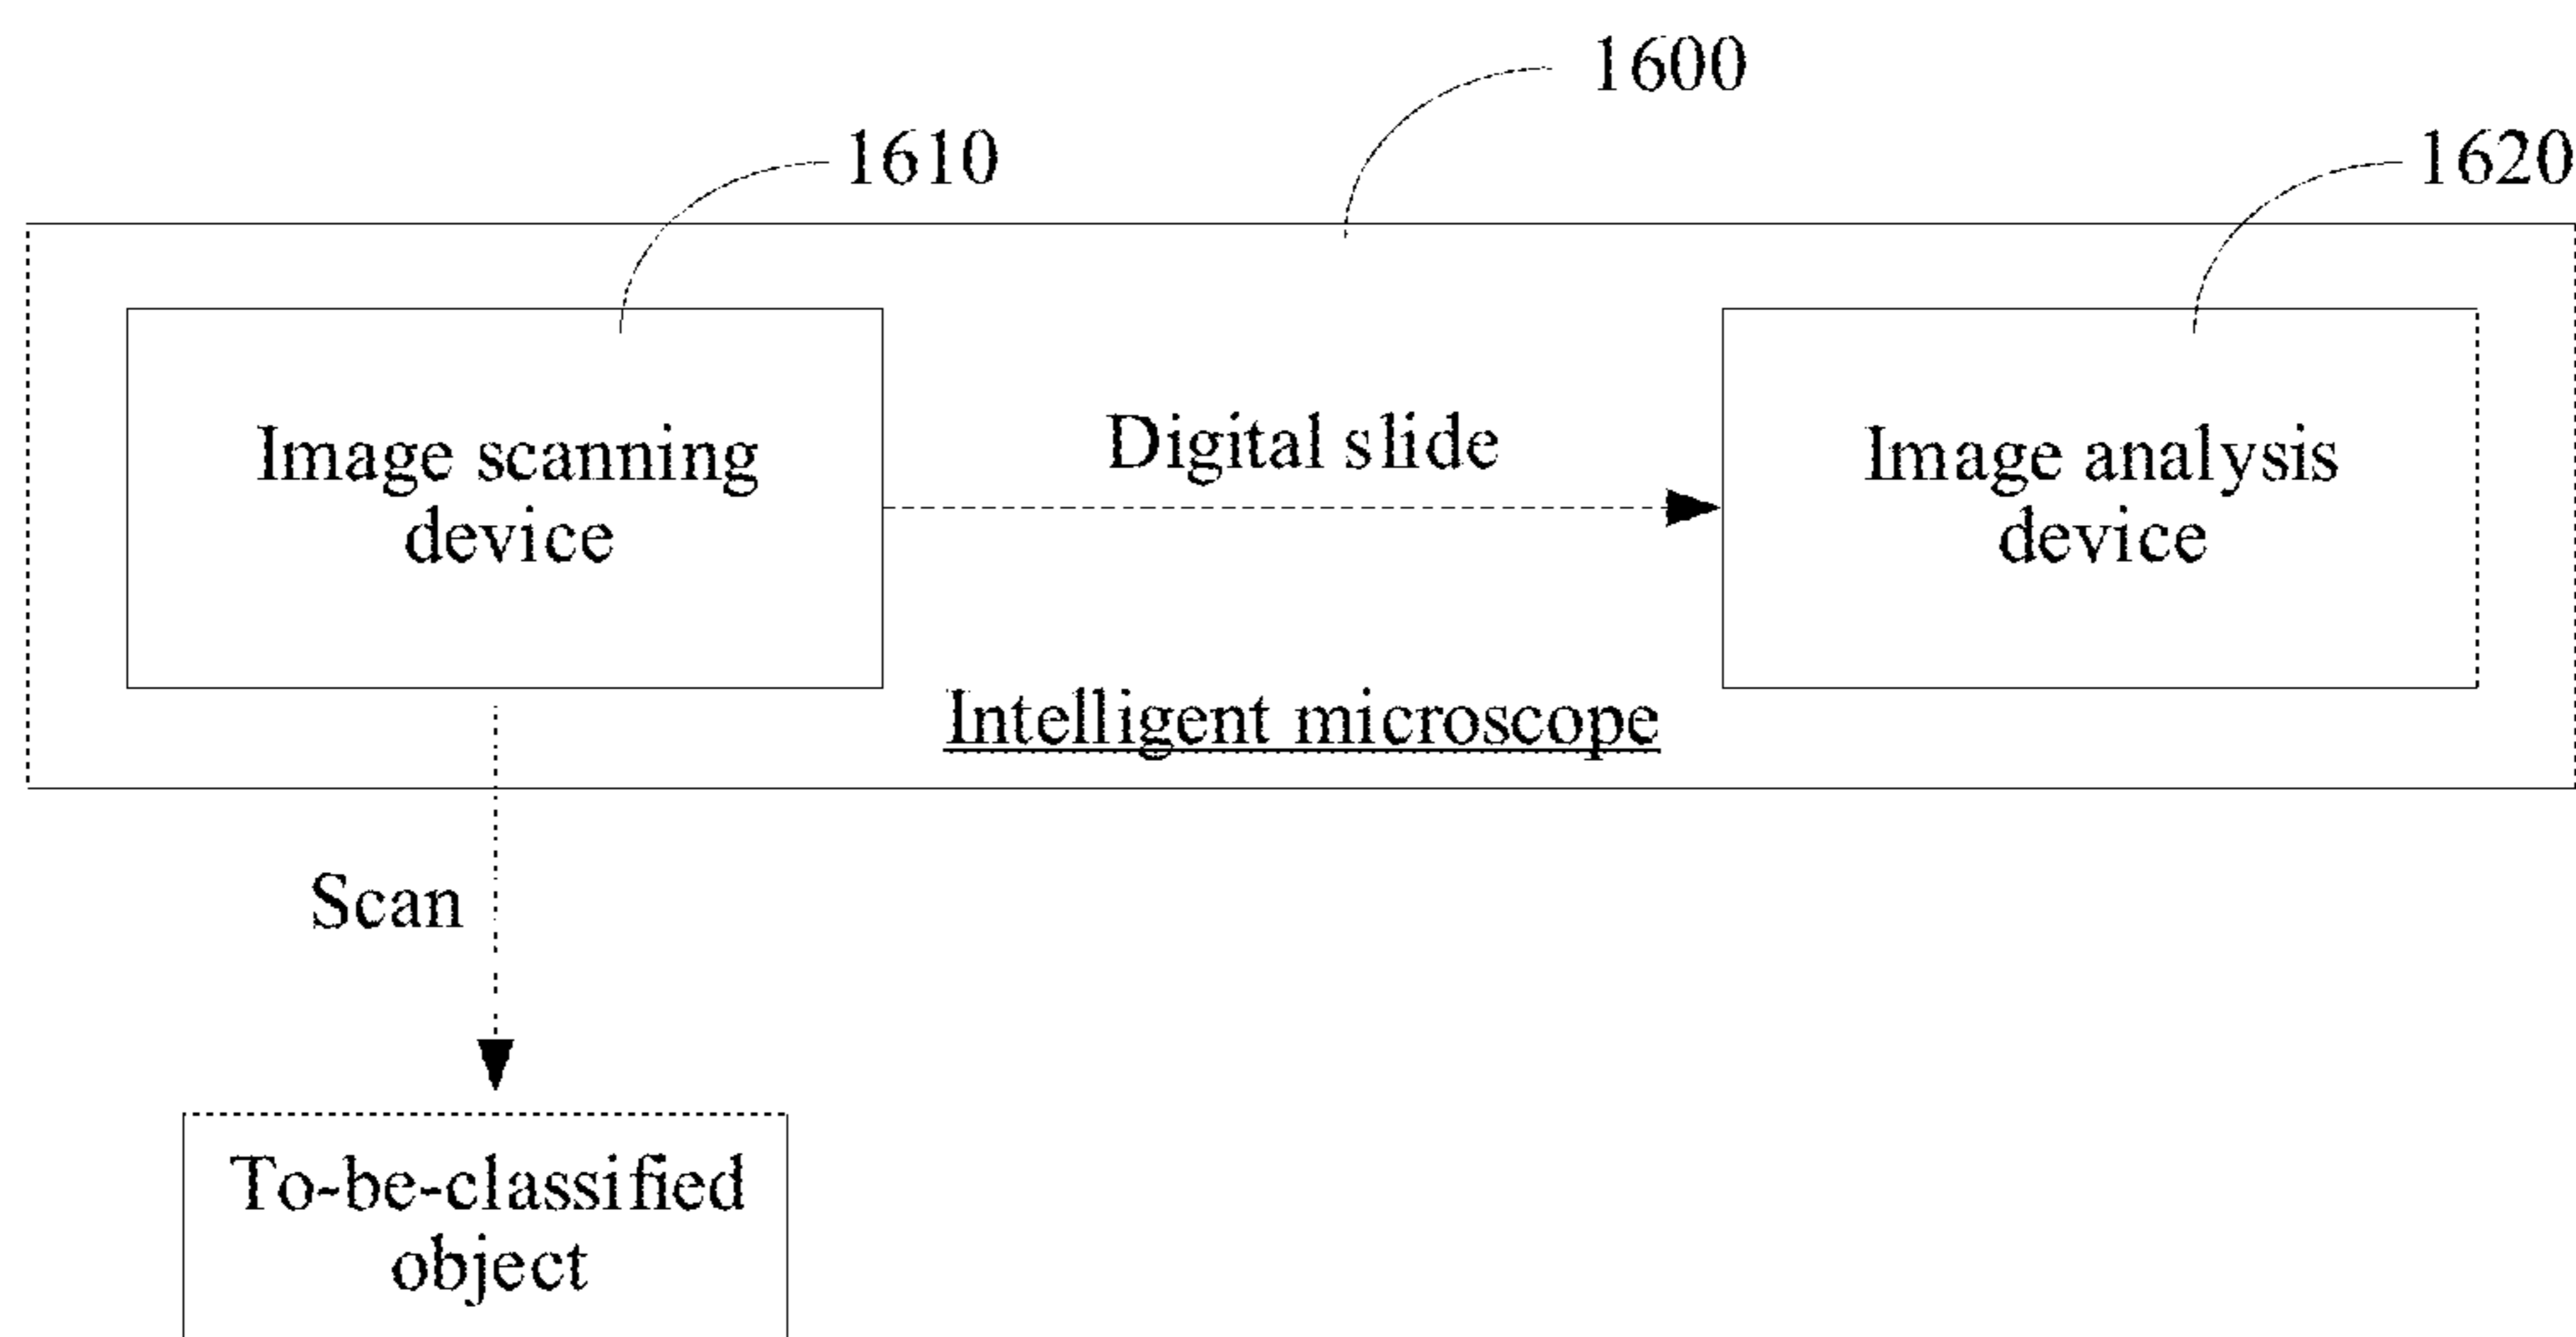 1600
1610
1620
Image scanning
device
Digital slide
Image analysis
device
Intelligent microscope
Scan
To-be-classified
object